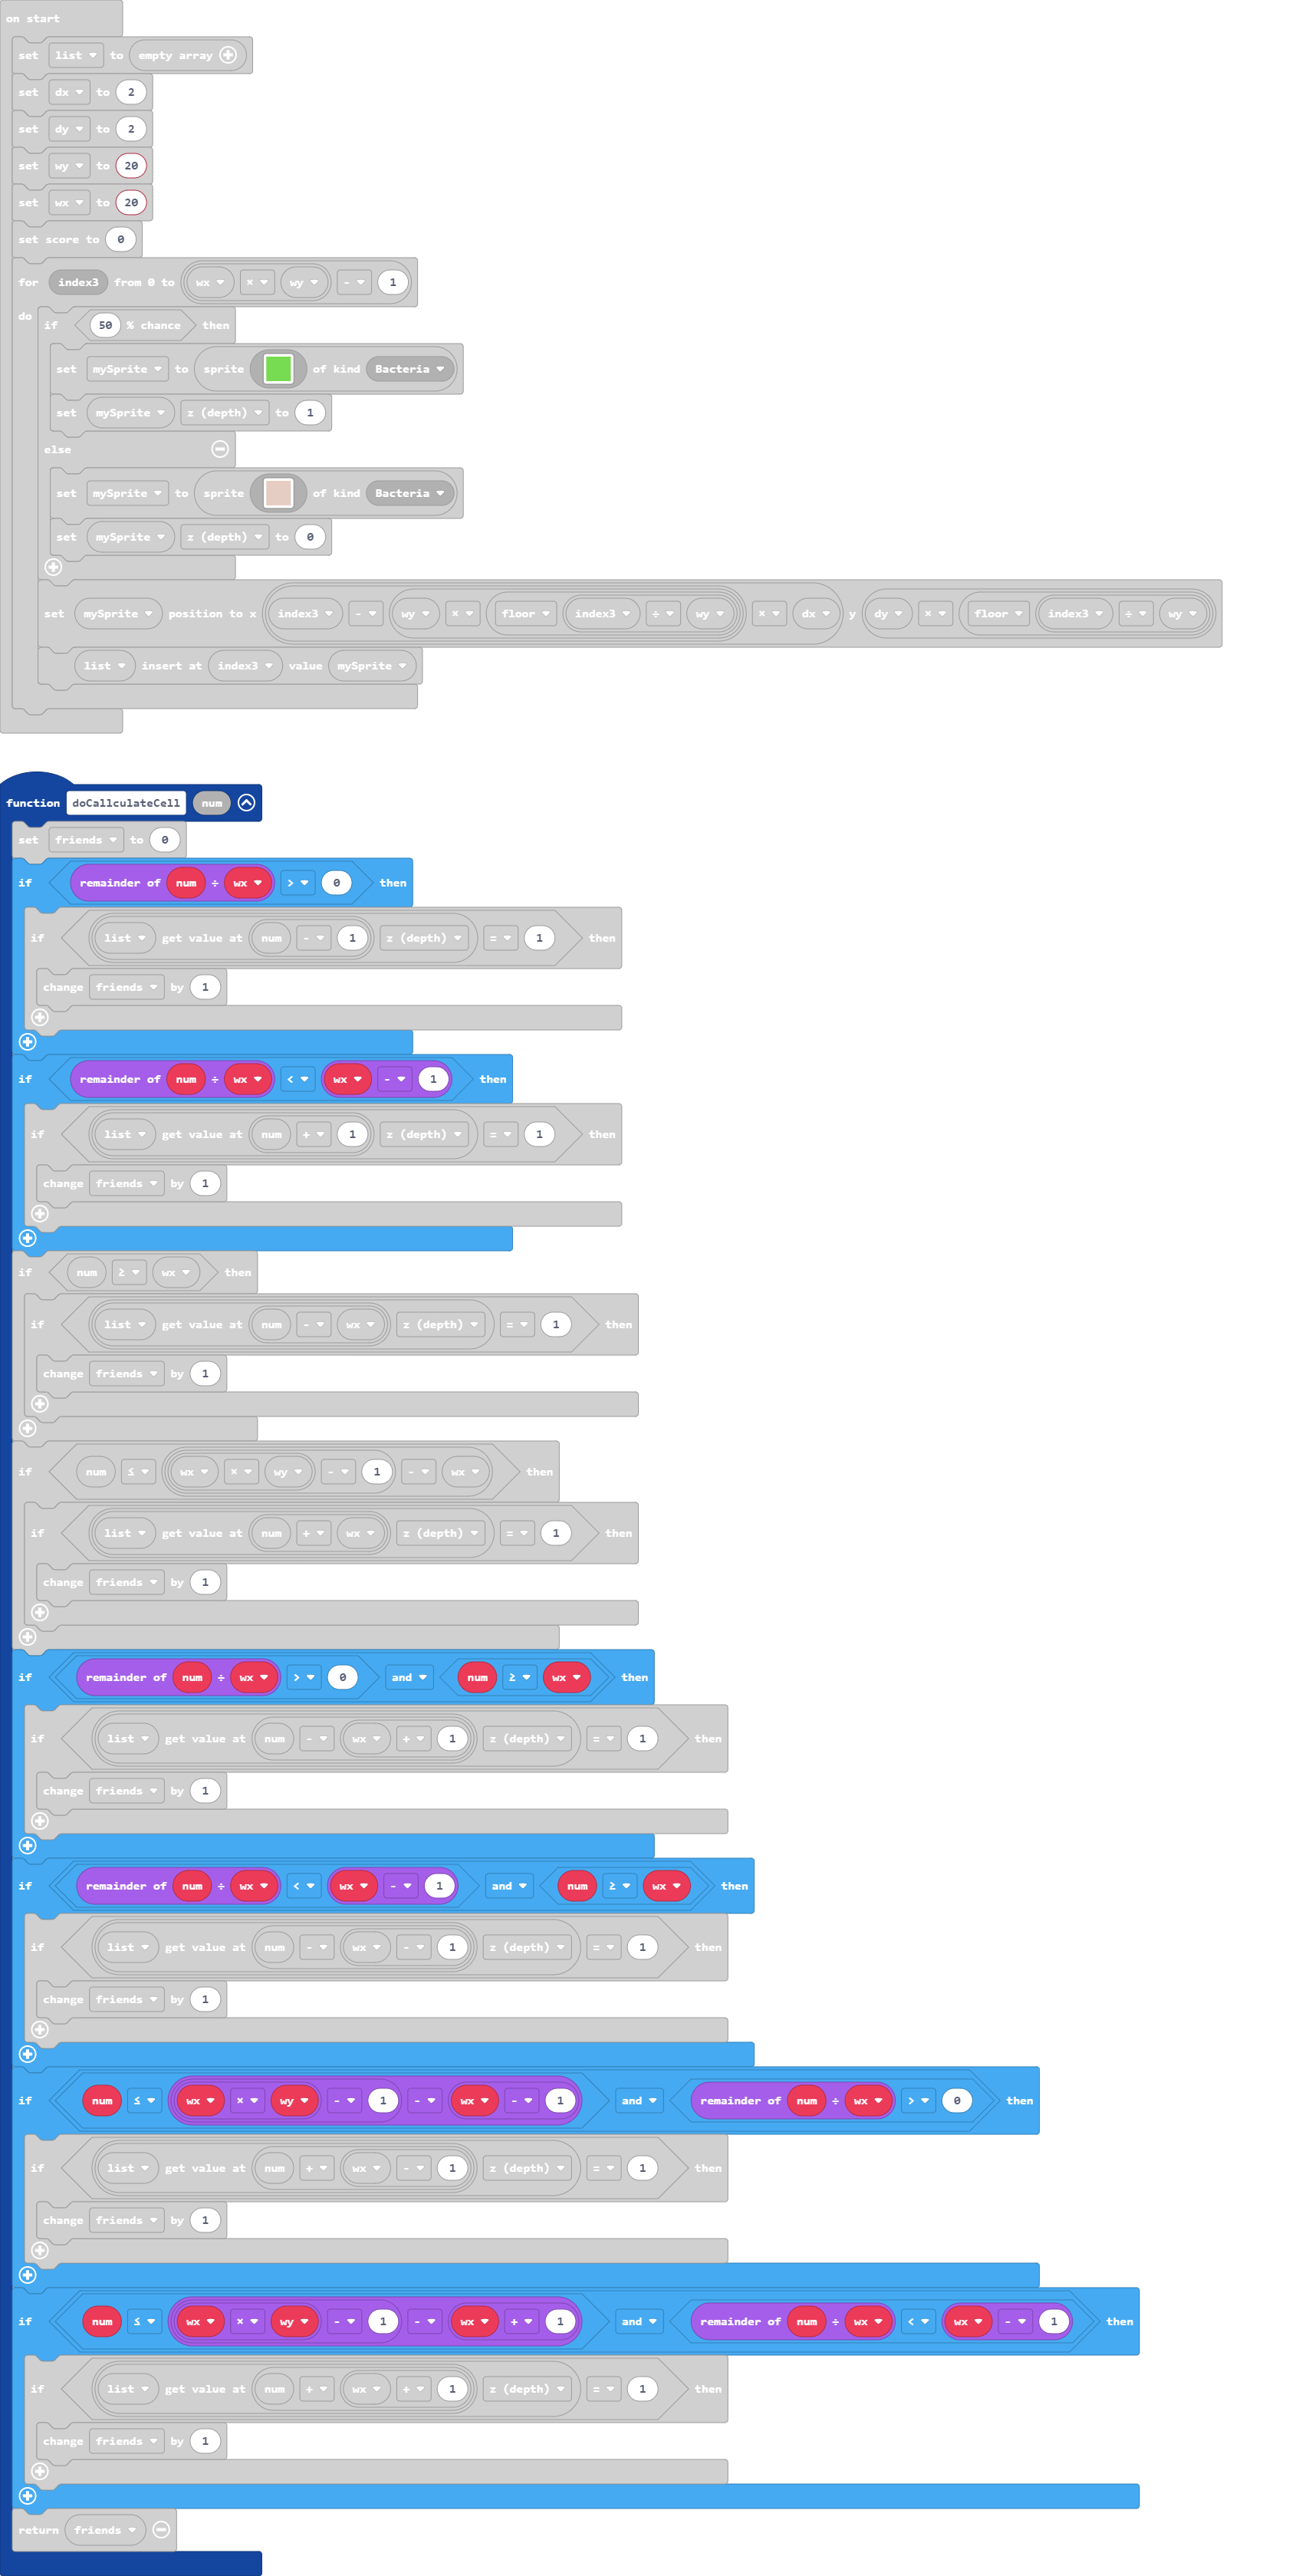 on start
set list to empty array
set dx to 2
set dy to 2
set wy to 20
set wx to 20
set score to 0
for index3 from 0 to wx × wy - 1
do
if 50 % chance then
set mySprite to sprite of kind Bacteria
set mySprite z (depth) to 1
else
set mySprite to sprite of kind Bacteria
set mySprite z (depth) to 0
set mySprite position to x index3 - wy × floor index3 ÷ wy × dx y dy × floor index3 ÷ wy
list insert at index3 value mySprite
function doCallculateCell num
set friends to 0
if remainder of num ÷ wx > 0 then
if list get value at num - 1 z (depth) = 1 then
change friends by 1
if remainder of num ÷ wx < wx - 1 then
if list get value at num + 1 z (depth) = 1 then
change friends by 1
if num ≥ wx then
if list get value at num - wx z (depth) = 1 then
change friends by 1
if num ≤ wx × wy - 1 - wx then
if list get value at num + wx z (depth) = 1 then
change friends by 1
if remainder of num ÷ wx > 0 and num ≥ wx then
if list get value at num - wx + 1 z (depth) = 1 then
change friends by 1
if remainder of num ÷ wx < wx - 1 and num ≥ wx then
if list get value at num - wx - 1 z (depth) = 1 then
change friends by 1
if num ≤ wx × wy - 1 - wx - 1 and remainder of num ÷ wx > 0 then
if list get value at num + wx - 1 z (depth) = 1 then
change friends by 1
if num ≤ wx × wy - 1 - wx + 1 and remainder of num ÷ wx < wx - 1 then
if list get value at num + wx + 1 z (depth) = 1 then
change friends by 1
return friends